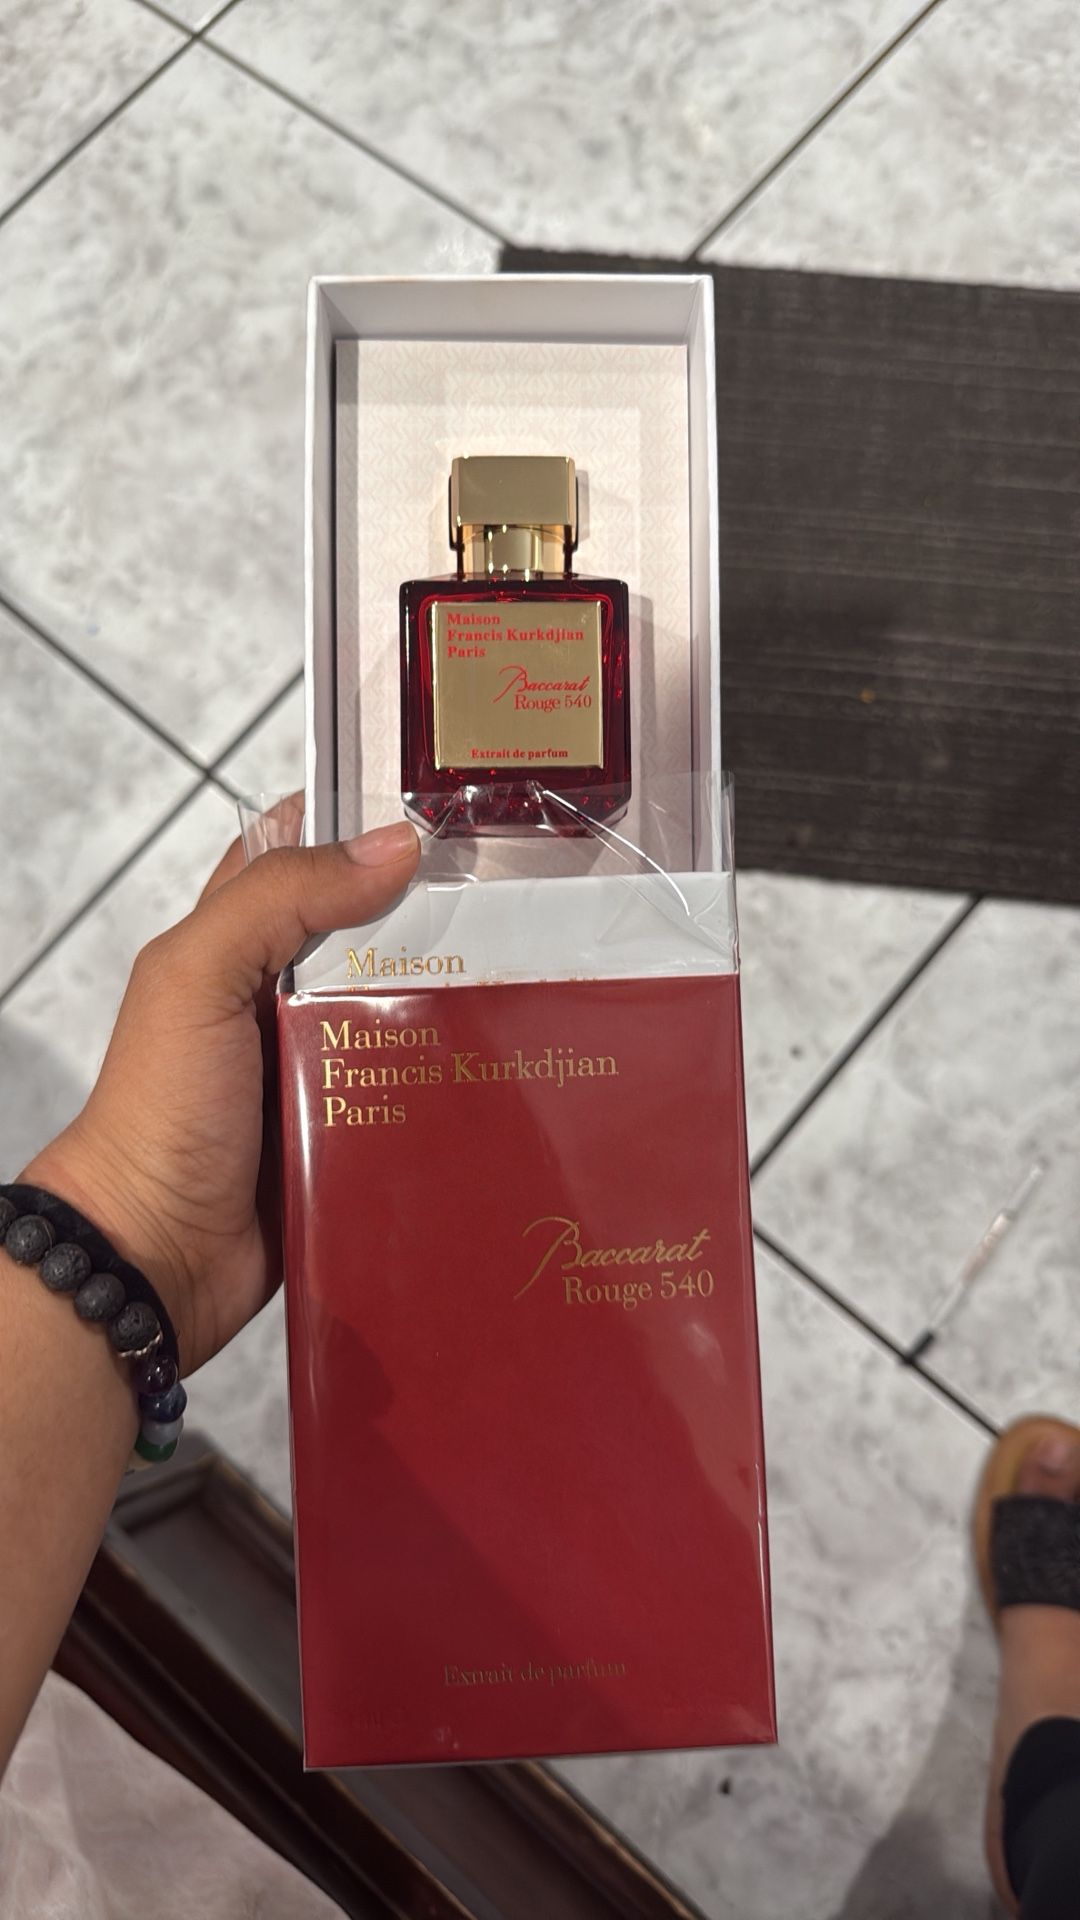 Maison
Francis Kurkdjian
Paris
Baccarat
Rouge 540
Extrait de parfum
Maison
Maison
Francis Kurkdjian
Paris
Baccarat
Rouge 540
Extrait de parfum